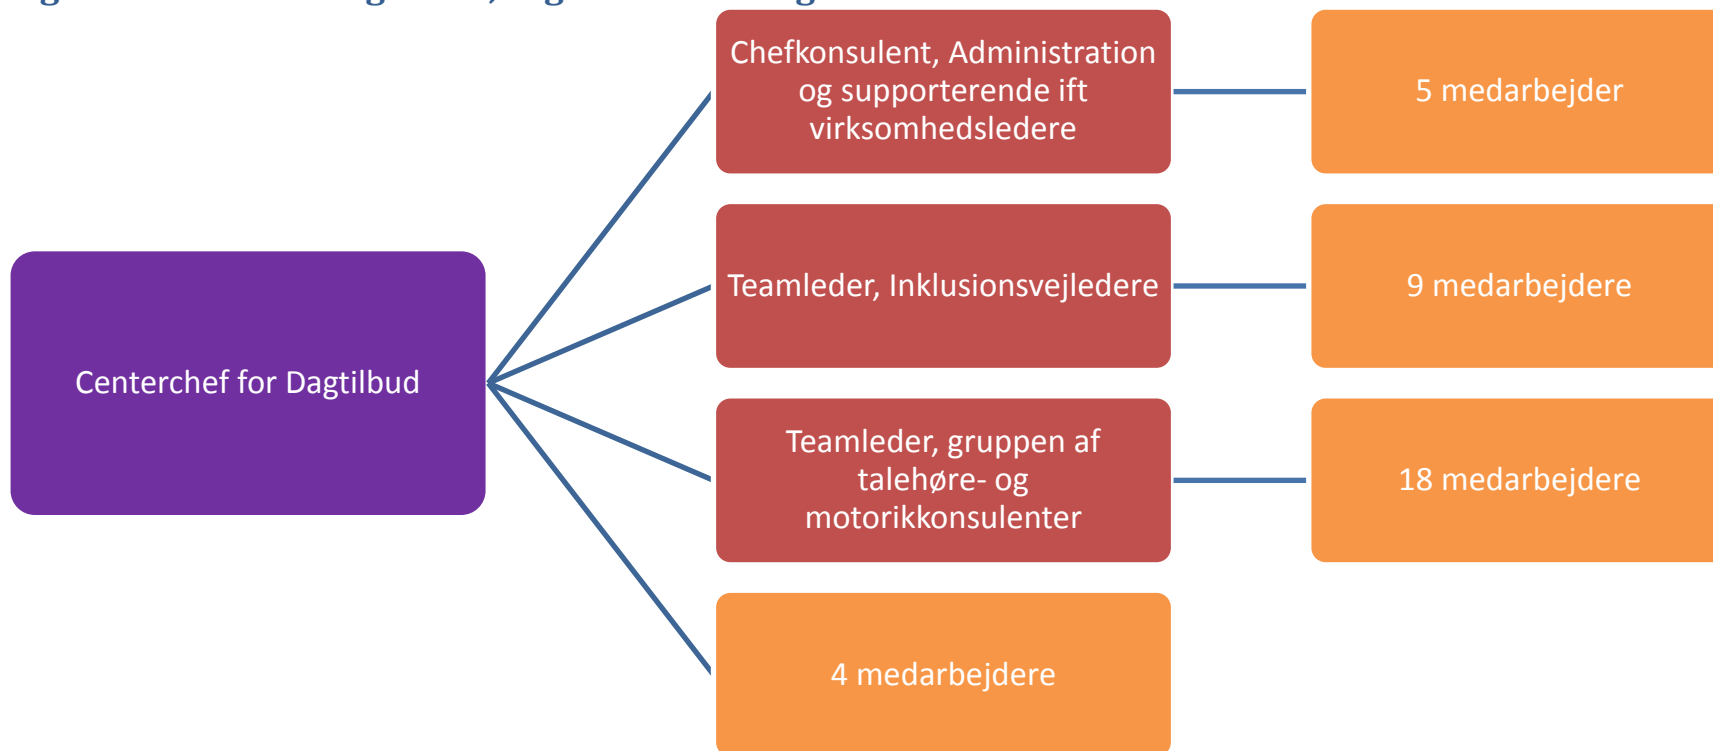 Centerchef for Dagtilbud
Chefkonsulent, Administration
og supporterende ift
virksomhedsledere
5 medarbejder
Teamleder, Inklusionsvejledere
9 medarbejdere
Teamleder, gruppen af
talehøre- og
motorikkonsulenter
18 medarbejdere
4 medarbejdere